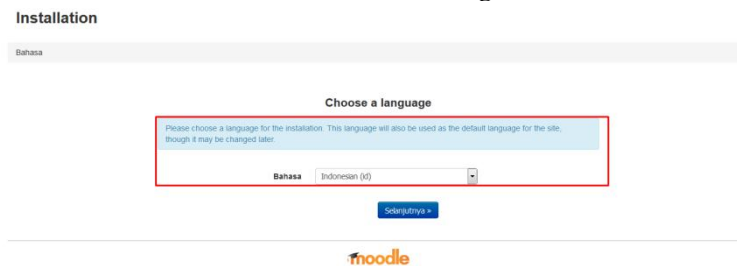 Installation
Bahasa
Choose a language
Please choose a language for the installation. This language will also be used as the default language for the site,
though it may be changed later.
Bahasa Indonesian (id)
Selanjutnya »
moodle